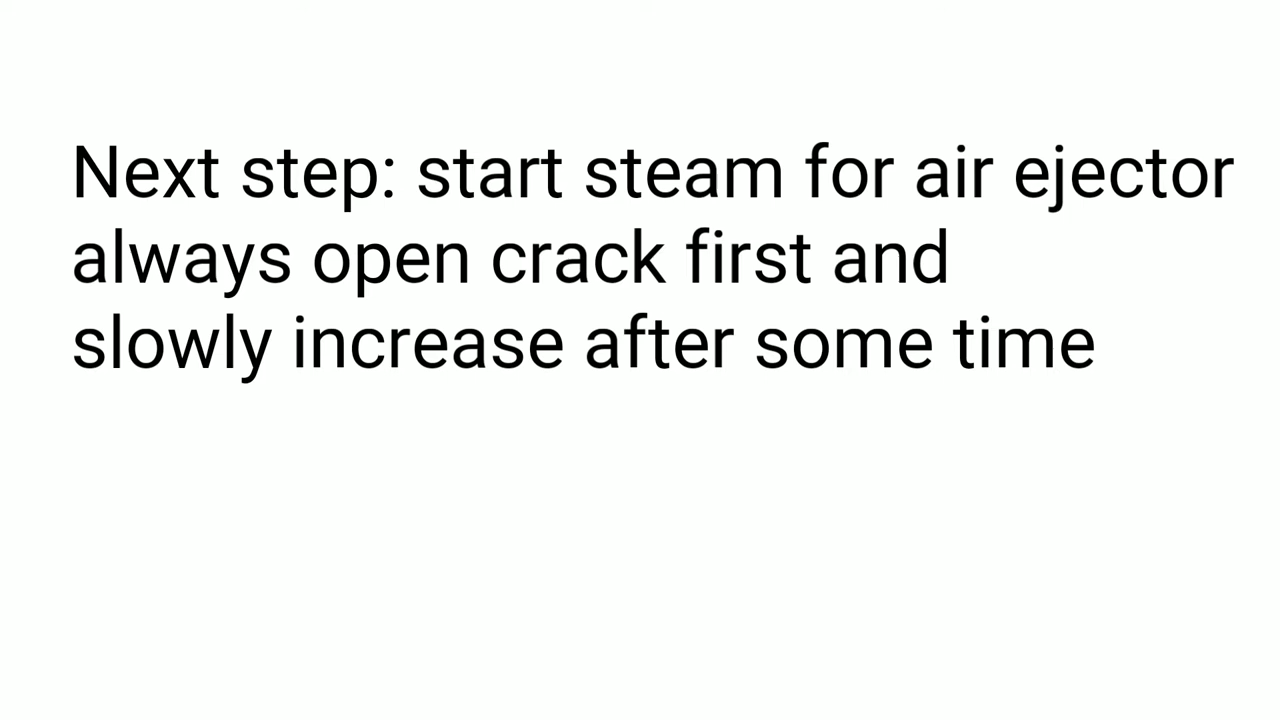 Next step: start steam for air ejector
always open crack first and
slowly increase after some time